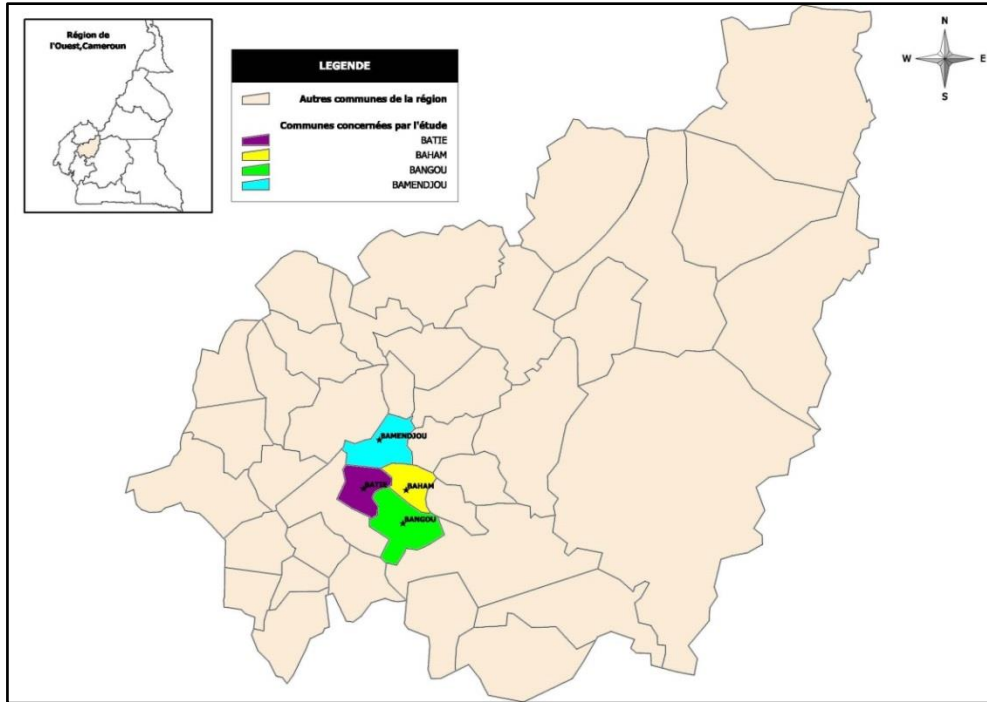 Région de
l'Ouest,Cameroun
LEGENDE
Autres communes de la région
Communes concernées par l'étude
BATIE
BAHAM
BANGOU
BAMENDJOU
N
W
E
S
BAMENDJOU
BATIE
BAHAM
BANGOU